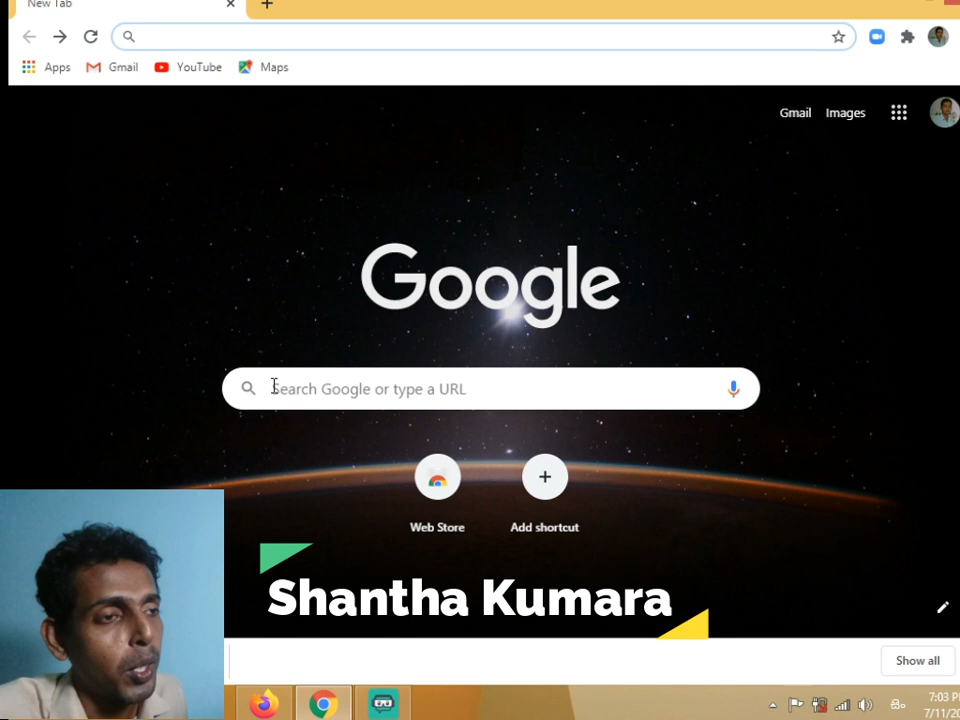 New Tab
Apps Gmail YouTube Maps
Gmail Images
Google
Search Google or type a URL
Web Store Add shortcut
Shantha Kumara
Show all
7:03 P
7/11/20